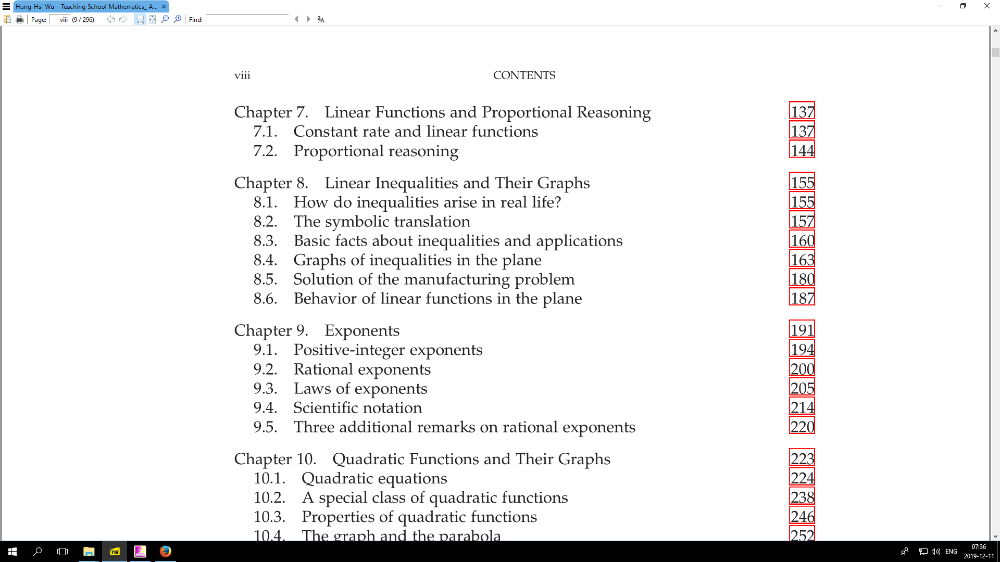 Hung-Hsi Wu - Teaching School Mathematics_ A...
Page: viii (9 / 296) Find:
viii CONTENTS
Chapter 7. Linear Functions and Proportional Reasoning 137
7.1. Constant rate and linear functions 137
7.2. Proportional reasoning 144
Chapter 8. Linear Inequalities and Their Graphs 155
8.1. How do inequalities arise in real life? 155
8.2. The symbolic translation 157
8.3. Basic facts about inequalities and applications 160
8.4. Graphs of inequalities in the plane 163
8.5. Solution of the manufacturing problem 180
8.6. Behavior of linear functions in the plane 187
Chapter 9. Exponents 191
9.1. Positive-integer exponents 194
9.2. Rational exponents 200
9.3. Laws of exponents 205
9.4. Scientific notation 214
9.5. Three additional remarks on rational exponents 220
Chapter 10. Quadratic Functions and Their Graphs 223
10.1. Quadratic equations 224
10.2. A special class of quadratic functions 238
10.3. Properties of quadratic functions 246
10.4. The graph and the parabola 252
PDF
ENG
07:36
2019-12-11